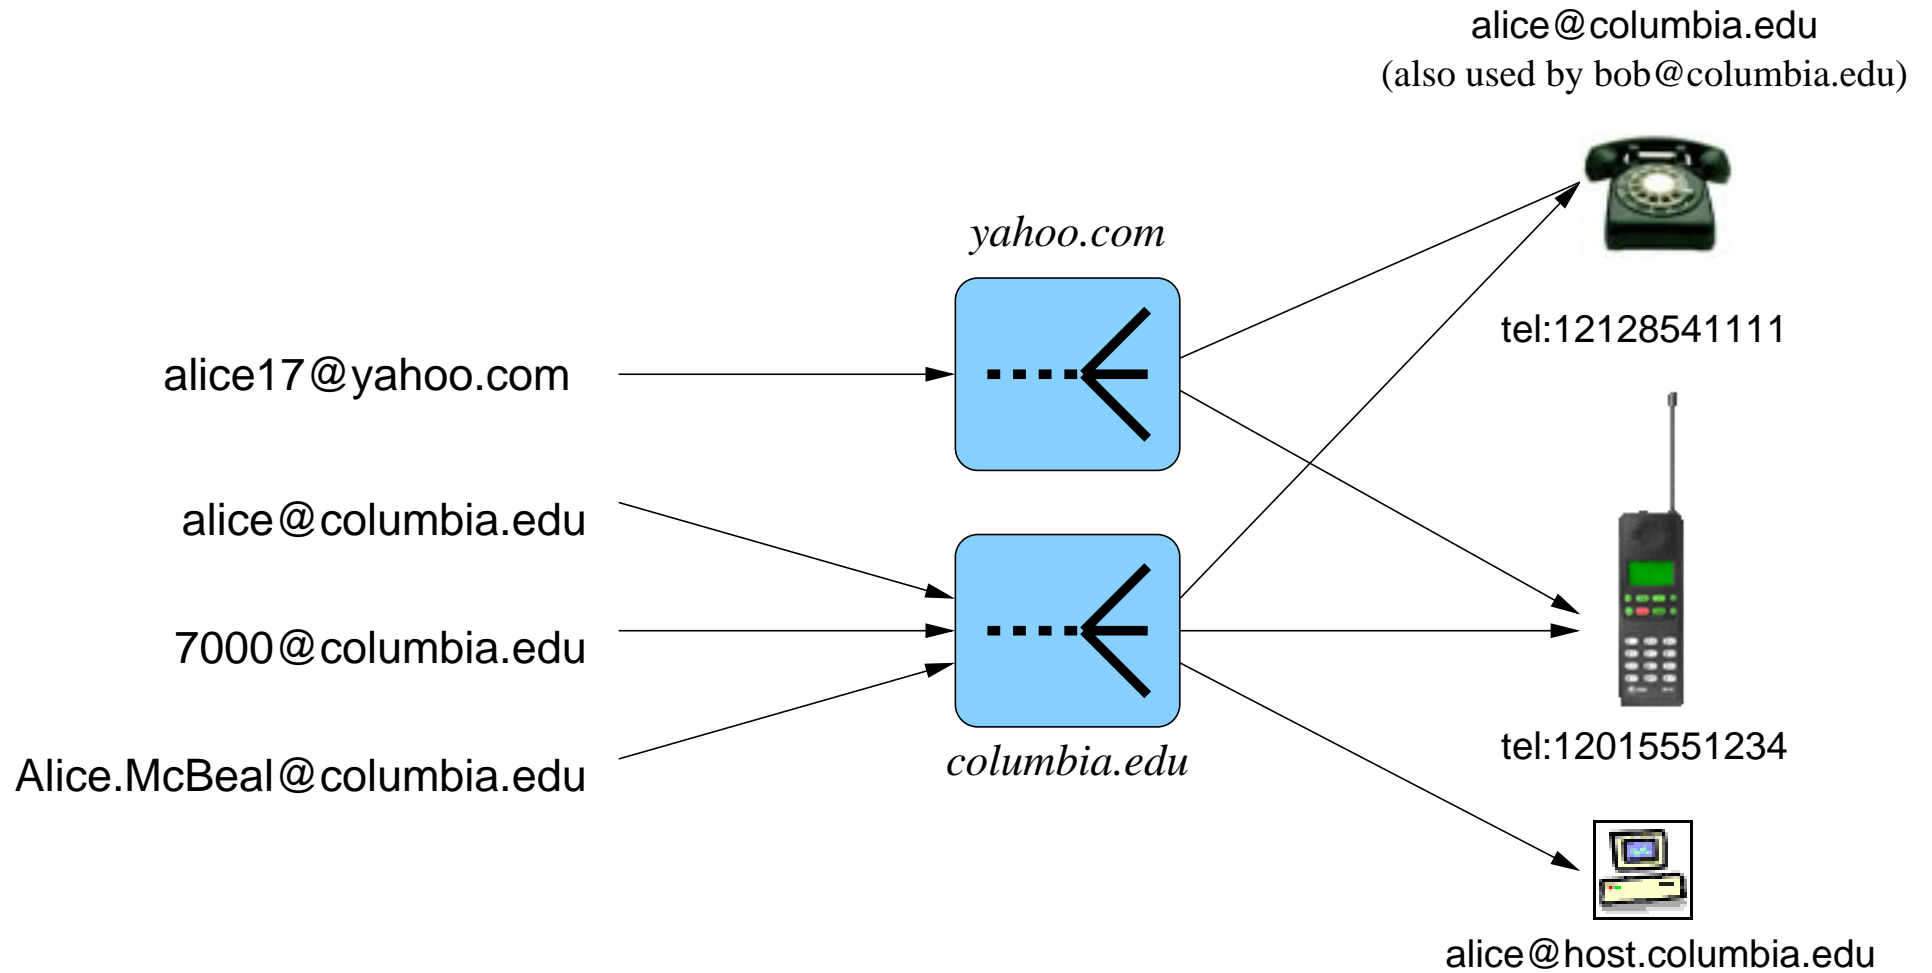 alice@columbia.edu
(also used by bob@columbia.edu)
yahoo.com
tel:12128541111
alice17@yahoo.com
alice@columbia.edu
7000@columbia.edu
Alice.McBeal@columbia.edu
columbia.edu
tel:12015551234
alice@host.columbia.edu